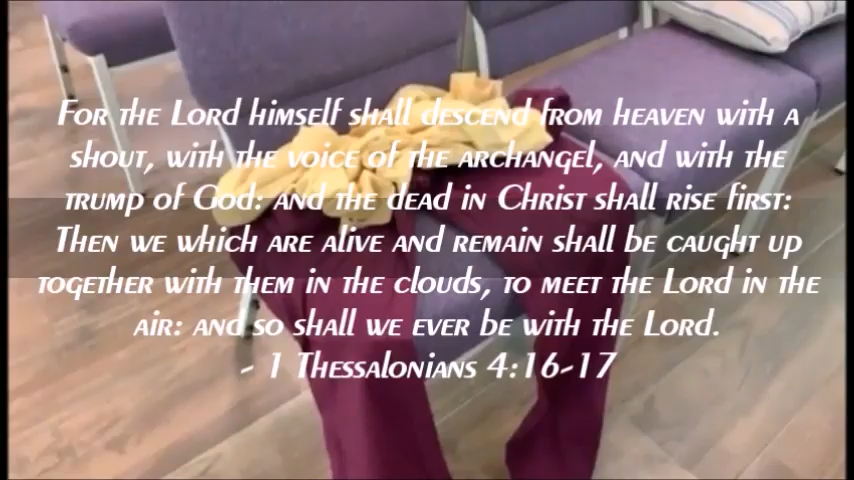 For the Lord himself shall descend from heaven with a
shout, with the voice of the archangel, and with the
trump of God: and the dead in Christ shall rise first:
Then we which are alive and remain shall be caught up
together with them in the clouds, to meet the Lord in the
air: and so shall we ever be with the Lord.
- 1 Thessalonians 4:16-17